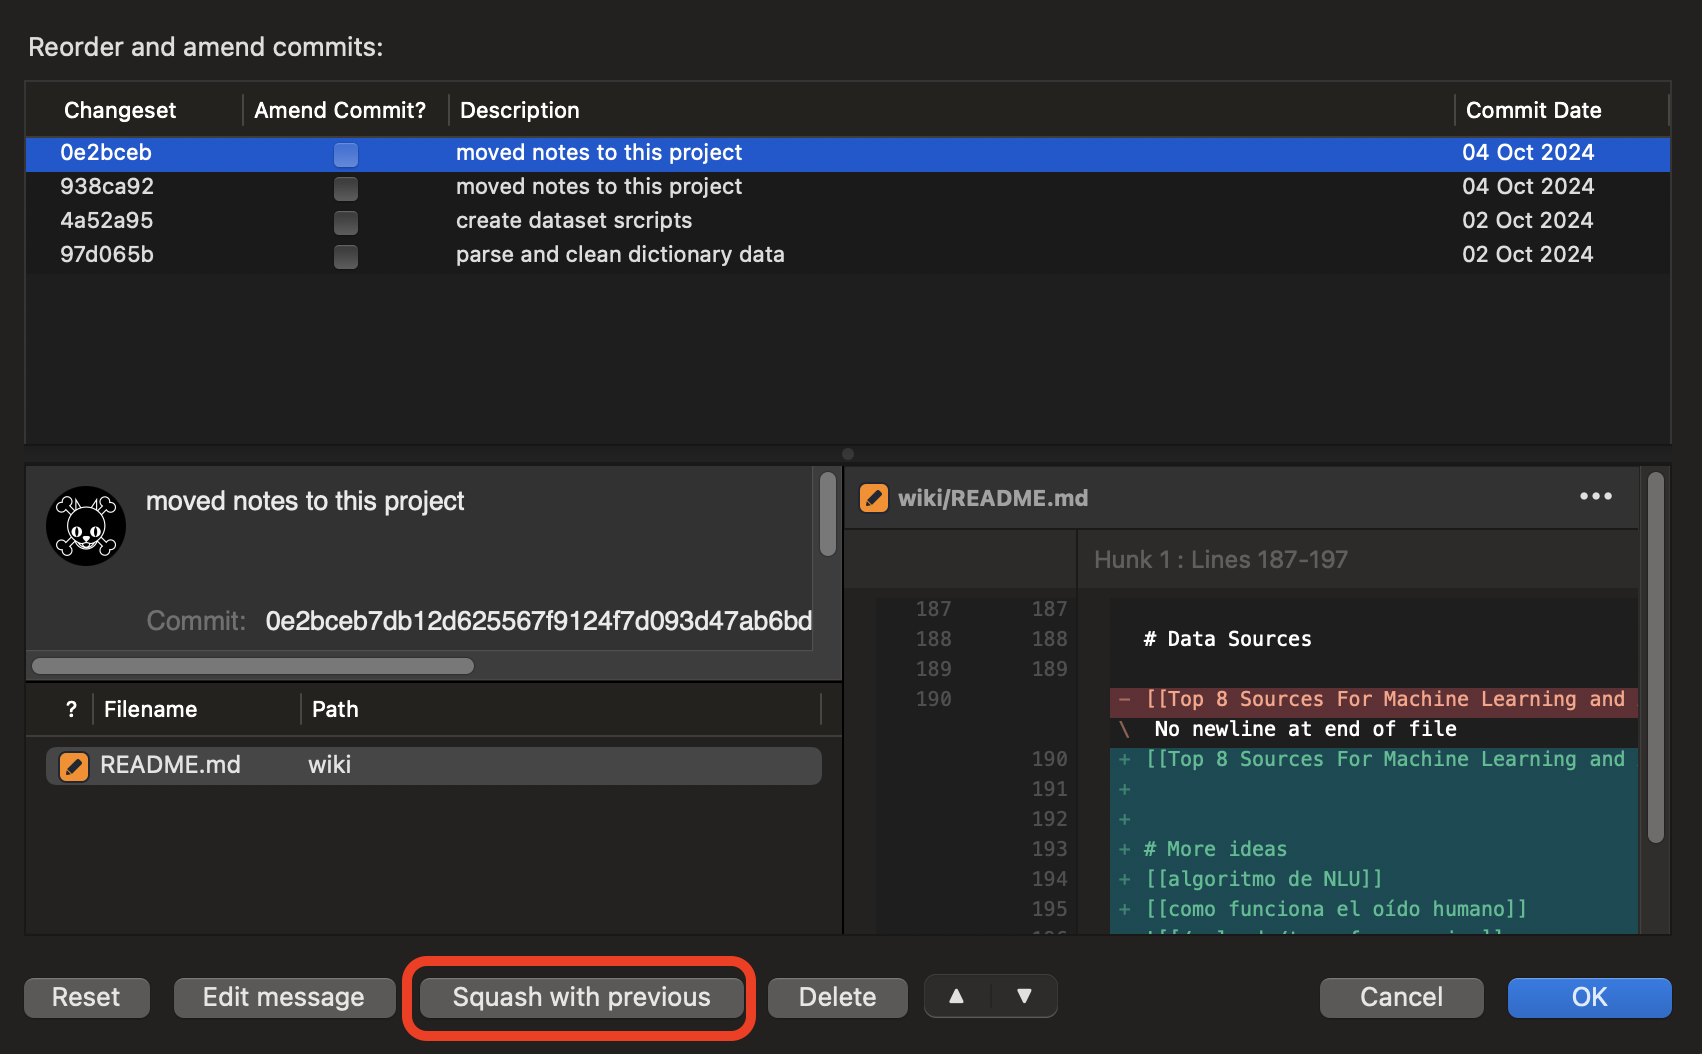 Reorder and amend commits:
Changeset Amend Commit? Description Commit Date
0e2bceb moved notes to this project 04 Oct 2024
938ca92 moved notes to this project 04 Oct 2024
4a52a95 create dataset srcripts 02 Oct 2024
97d065b parse and clean dictionary data 02 Oct 2024
moved notes to this project
Commit: 0e2bceb7db12d625567f9124f7d093d47ab6bd
? Filename Path
README.md wiki
wiki/README.md •••
Hunk 1 : Lines 187-197
187 187
188 188 # Data Sources
189 189
190 - [[Top 8 Sources For Machine Learning and
\ No newline at end of file
190 + [[Top 8 Sources For Machine Learning and
191 +
192 +
193 + # More ideas
194 + [[algoritmo de NLU]]
195 + [[como funciona el oído humano]]
Reset Edit message Squash with previous Delete ▲ ▼ Cancel OK